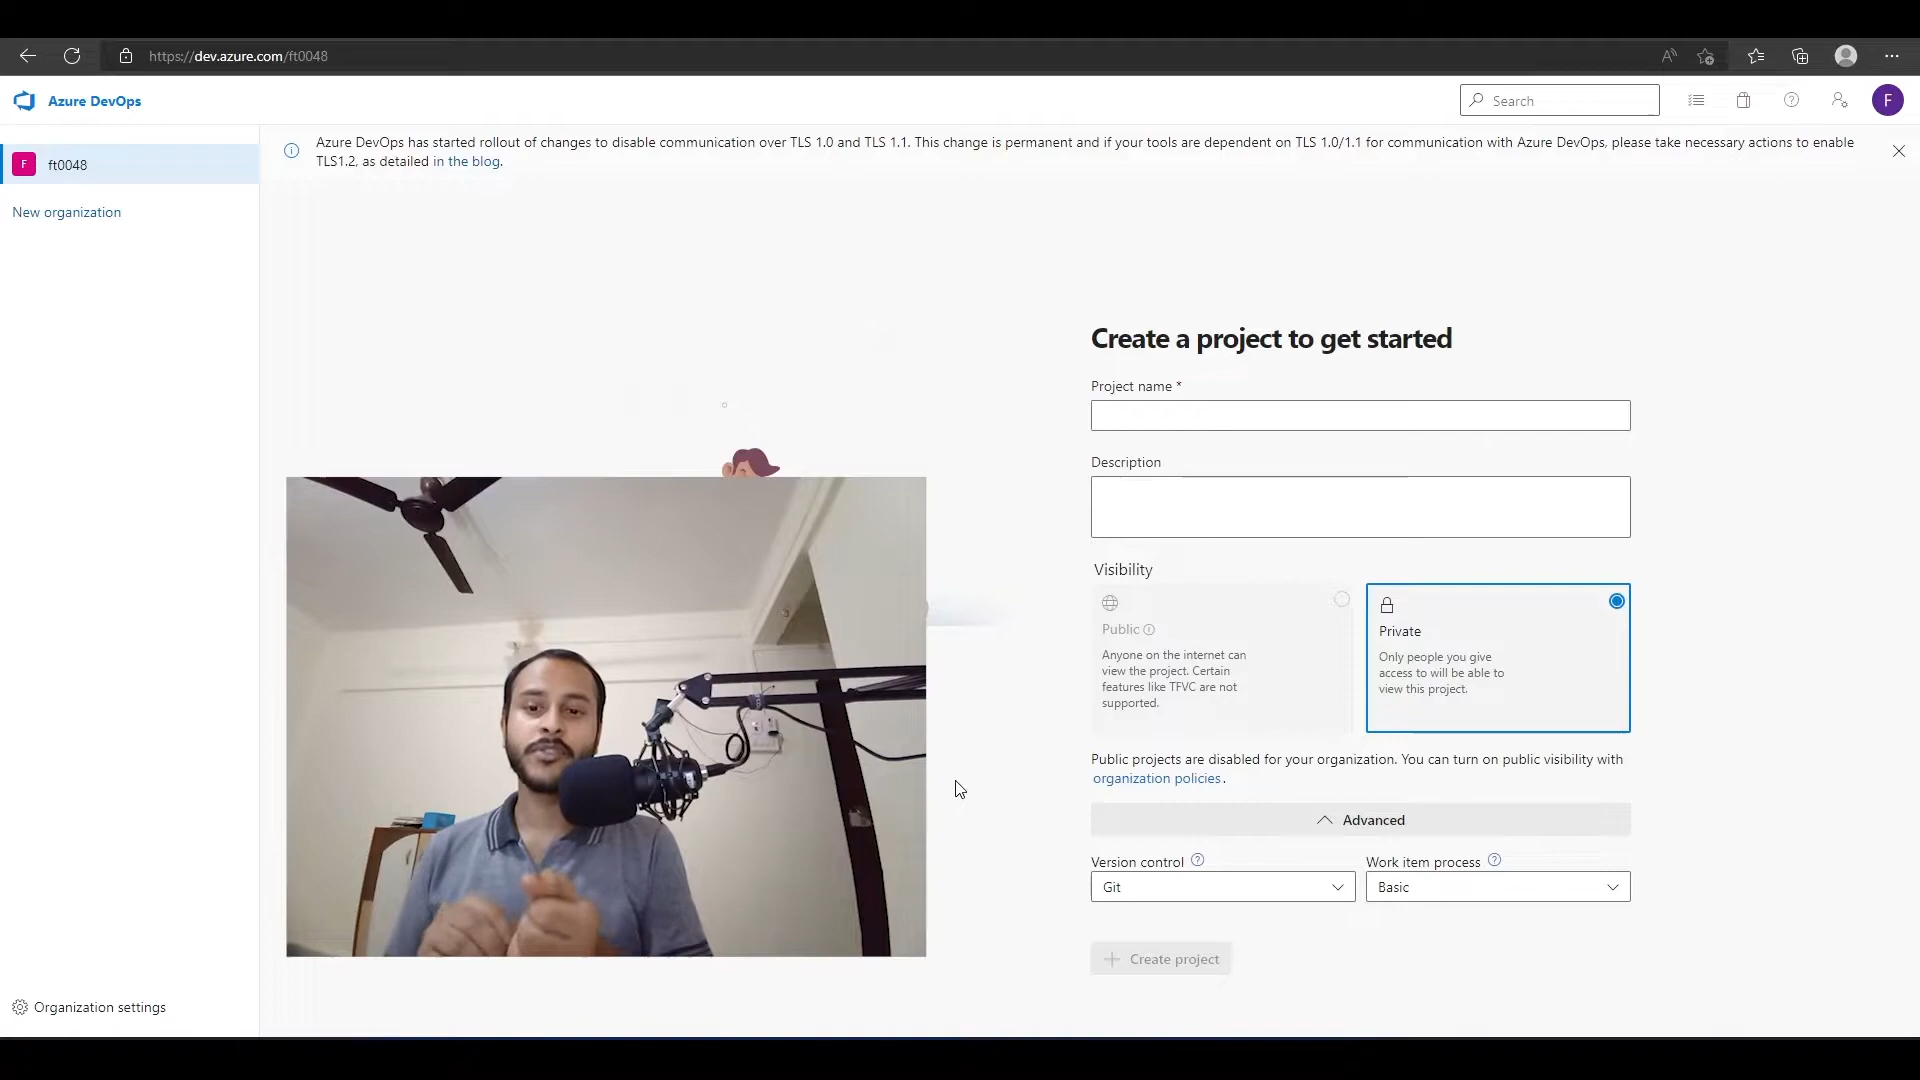 https://dev.azure.com/ft0048
Azure DevOps
Search
F
F
ft0048
New organization
Azure DevOps has started rollout of changes to disable communication over TLS 1.0 and TLS 1.1. This change is permanent and if your tools are dependent on TLS 1.0/1.1 for communication with Azure DevOps, please take necessary actions to enable
TLS1.2, as detailed in the blog.
Create a project to get started
Project name *
Description
Visibility
Public
Anyone on the internet can
view the project. Certain
features like TFVC are not
supported.
Private
Only people you give
access to will be able to
view this project.
Public projects are disabled for your organization. You can turn on public visibility with
organization policies.
Advanced
Version control
Git
Work item process
Basic
Create project
Organization settings